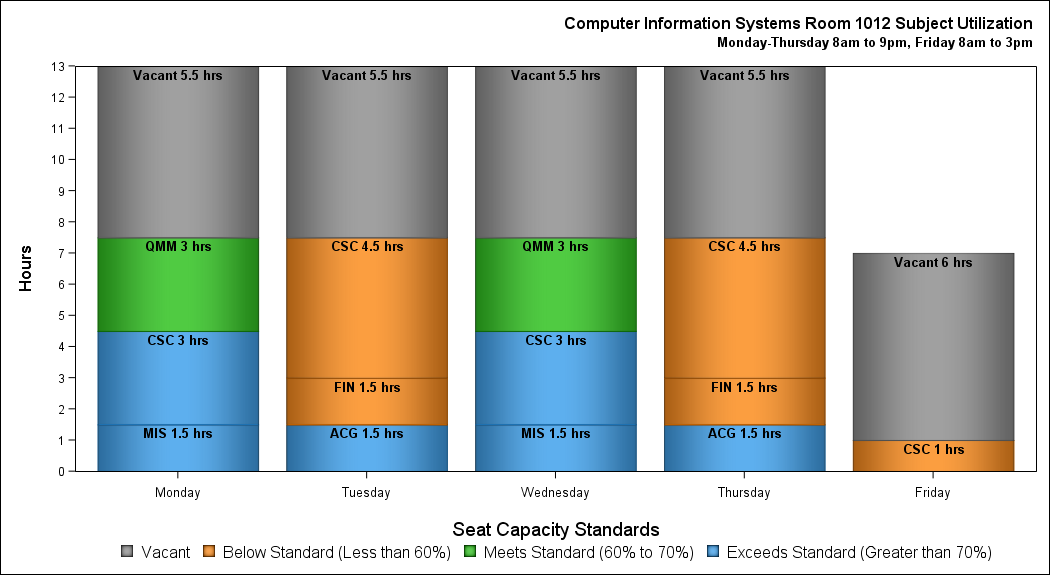 Computer Information Systems Room 1012 Subject Utilization
Monday-Thursday 8am to 9pm, Friday 8am to 3pm
Hours
13
12
11
10
9
8
7
6
5
4
3
2
1
0
Vacant 5.5 hrs
QMM 3 hrs
CSC 3 hrs
MIS 1.5 hrs
Vacant 5.5 hrs
CSC 4.5 hrs
FIN 1.5 hrs
ACG 1.5 hrs
Vacant 5.5 hrs
QMM 3 hrs
CSC 3 hrs
MIS 1.5 hrs
Vacant 5.5 hrs
CSC 4.5 hrs
FIN 1.5 hrs
ACG 1.5 hrs
Vacant 6 hrs
CSC 1 hrs
Monday Tuesday Wednesday Thursday Friday
Seat Capacity Standards
Vacant Below Standard (Less than 60%) Meets Standard (60% to 70%) Exceeds Standard (Greater than 70%)